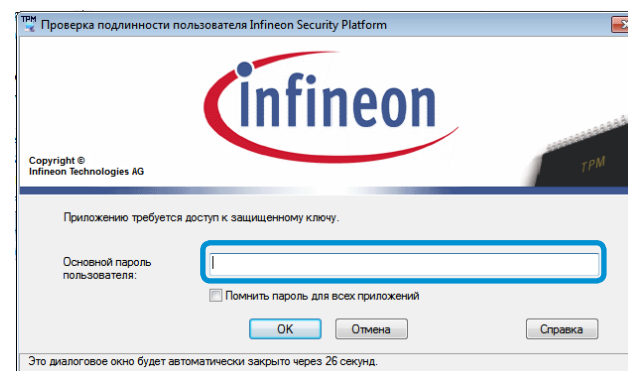 TPM Проверка подлинности пользователя Infineon Security Platform
infineon
Copyright ©
Infineon Technologies AG
TPM
Приложению требуется доступ к защищенному ключу.
Основной пароль
пользователя:
Помнить пароль для всех приложений
OK Отмена Справка
Это диалоговое окно будет автоматически закрыто через 26 секунд.